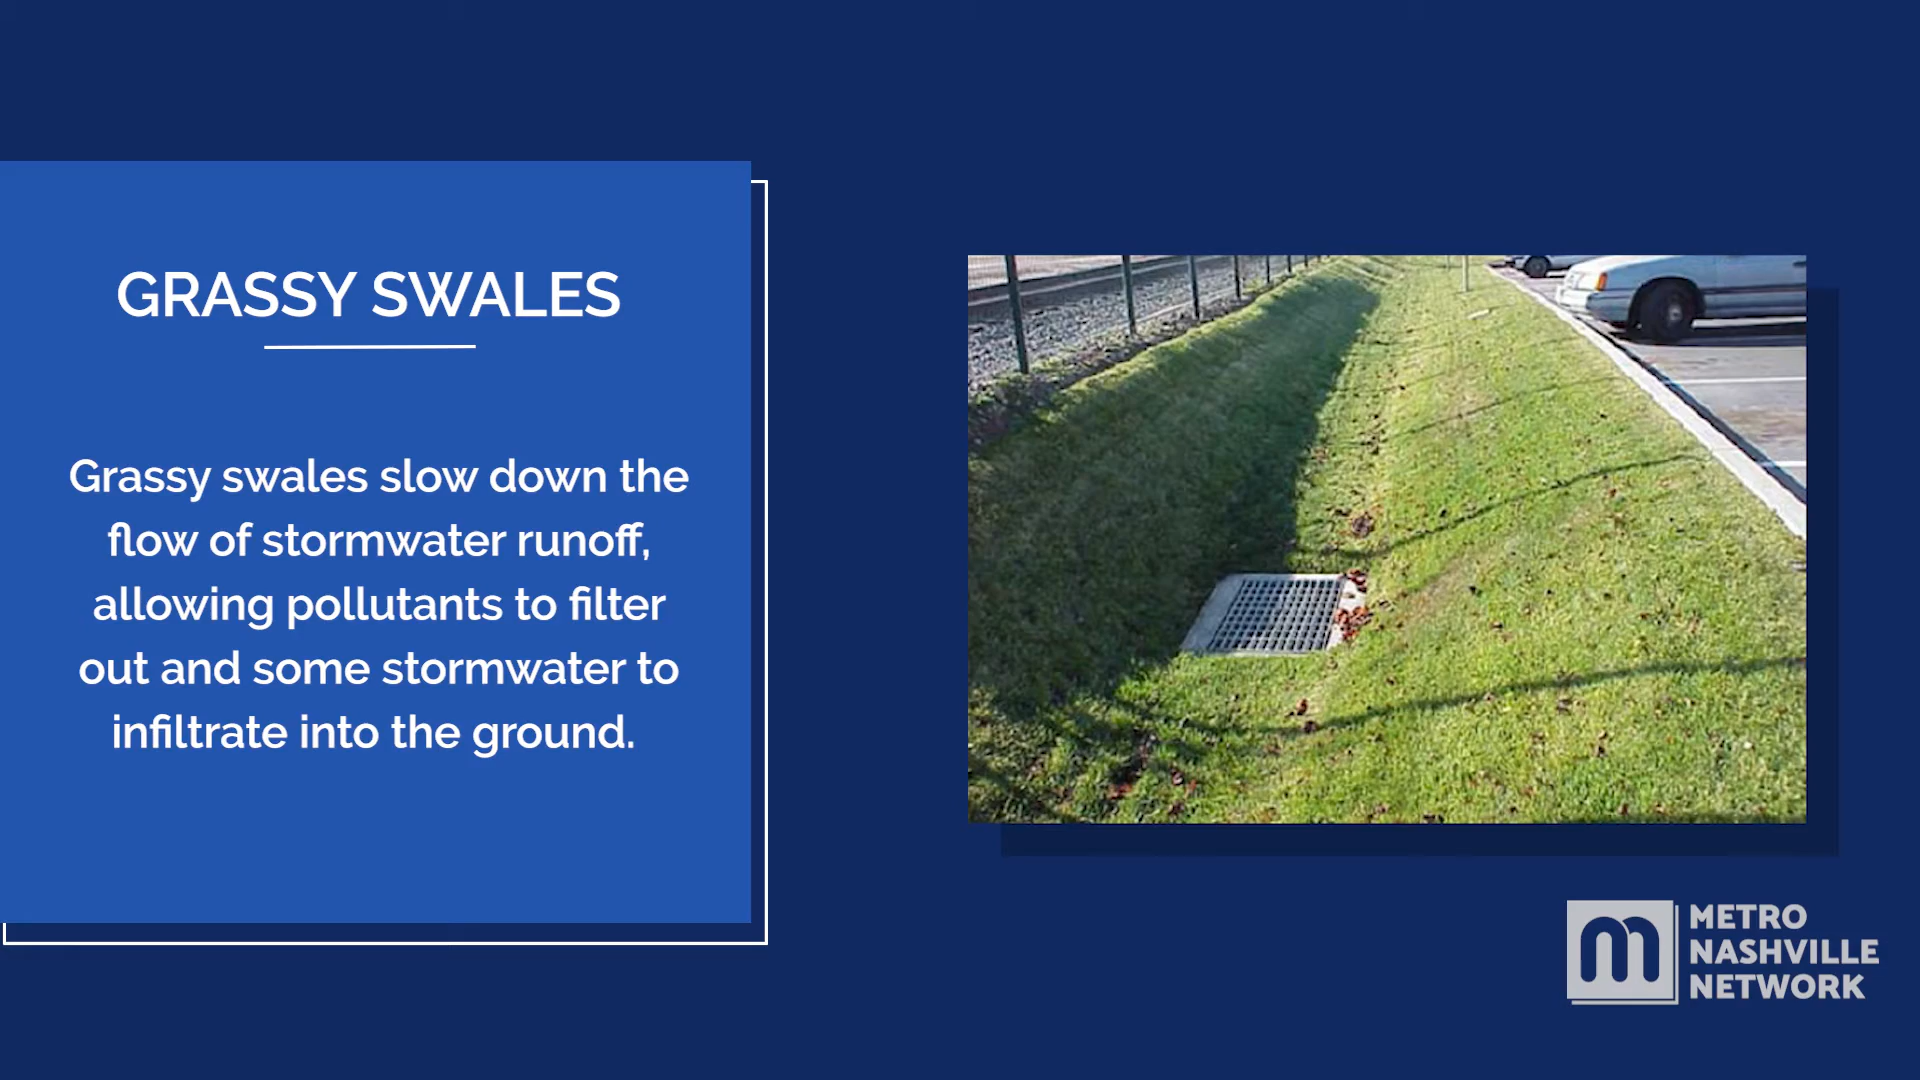 GRASSY SWALES
Grassy swales slow down the
flow of stormwater runoff,
allowing pollutants to filter
out and some stormwater to
infiltrate into the ground.
METRO
NASHVILLE
NETWORK